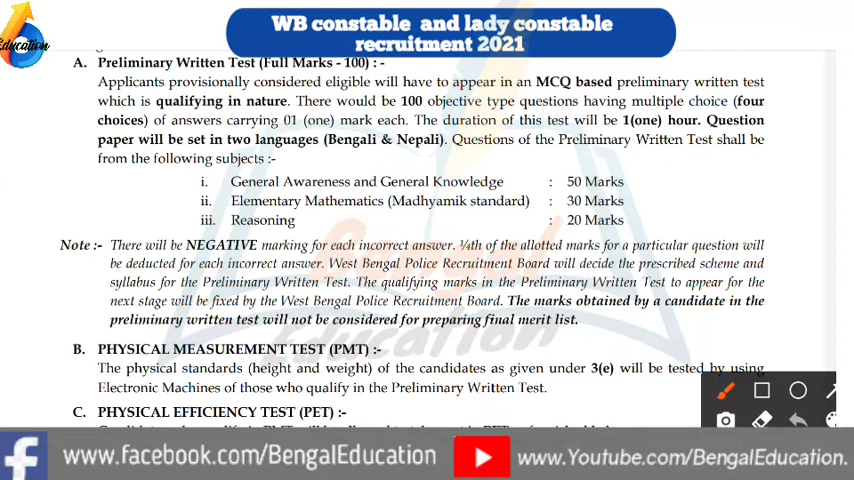 WB constable and lady constable
recruitment 2021
Education
A. Preliminary Written Test (Full Marks - 100) : -
Applicants provisionally considered eligible will have to appear in an MCQ based preliminary written test
which is qualifying in nature. There would be 100 objective type questions having multiple choice (four
choices) of answers carrying 01 (one) mark each. The duration of this test will be 1(one) hour. Question
paper will be set in two languages (Bengali & Nepali). Questions of the Preliminary Written Test shall be
from the following subjects :-
i. General Awareness and General Knowledge : 50 Marks
ii. Elementary Mathematics (Madhyamik standard) : 30 Marks
iii. Reasoning : 20 Marks
Note :- There will be NEGATIVE marking for each incorrect answer. ¼th of the allotted marks for a particular question will
be deducted for each incorrect answer. West Bengal Police Recruitment Board will decide the prescribed scheme and
syllabus for the Preliminary Written Test. The qualifying marks in the Preliminary Written Test to appear for the
next stage will be fixed by the West Bengal Police Recruitment Board. The marks obtained by a candidate in the
preliminary written test will not be considered for preparing final merit list.
Bengal
Education
B. PHYSICAL MEASUREMENT TEST (PMT) :-
The physical standards (height and weight) of the candidates as given under 3(e) will be tested by using
Electronic Machines of those who qualify in the Preliminary Written Test.
C. PHYSICAL EFFICIENCY TEST (PET) :-
www.facebook.com/BengalEducation
www.Youtube.com/BengalEducation.